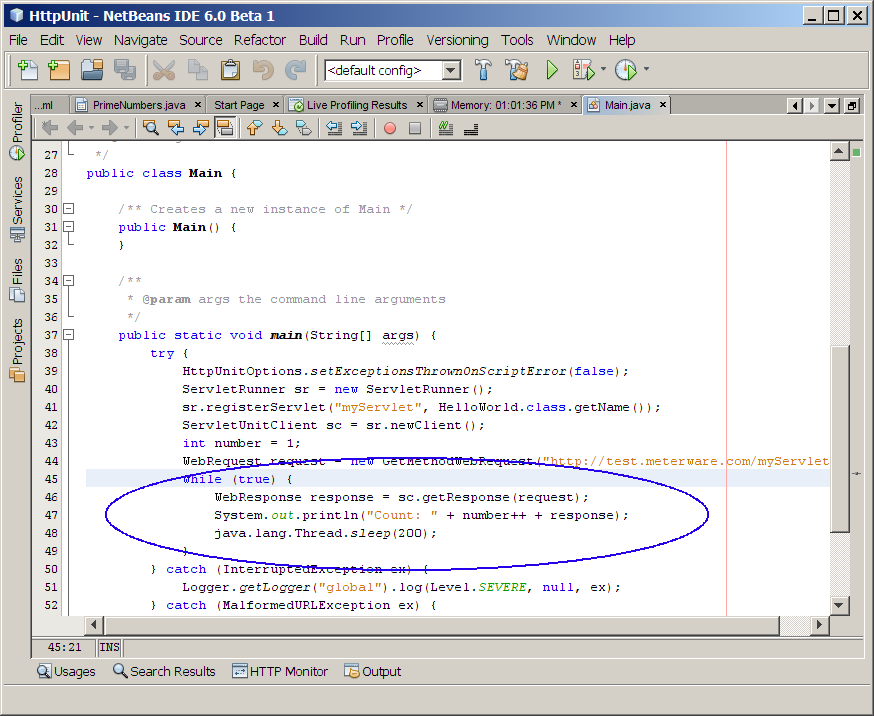 HttpUnit - NetBeans IDE 6.0 Beta 1
File Edit View Navigate Source Refactor Build Run Profile Versioning Tools Window Help
<default config>
...ml PrimeNumbers.java × Start Page × Live Profiling Results × Memory: 01:01:36 PM * × Main.java ×
Profiler
Services
Files
Projects
27 */
28 public class Main {
29
30 /** Creates a new instance of Main */
31 public Main() {
32 }
33
34 /**
35 * @param args the command line arguments
36 */
37 public static void main(String[] args) {
38 try {
39 HttpUnitOptions.setExceptionsThrownOnScriptError(false);
40 ServletRunner sr = new ServletRunner();
41 sr.registerServlet("myServlet", HelloWorld.class.getName());
42 ServletUnitClient sc = sr.newClient();
43 int number = 1;
44 WebRequest request = new GetMethodWebRequest("http://test.meterware.com/myServlet
45 while (true) {
46 WebResponse response = sc.getResponse(request);
47 System.out.println("Count: " + number++ + response);
48 java.lang.Thread.sleep(200);
49 }
50 } catch (InterruptedException ex) {
51 Logger.getLogger("global").log(Level.SEVERE, null, ex);
52 } catch (MalformedURLException ex) {
45:21 INS
Usages Search Results HTTP Monitor Output